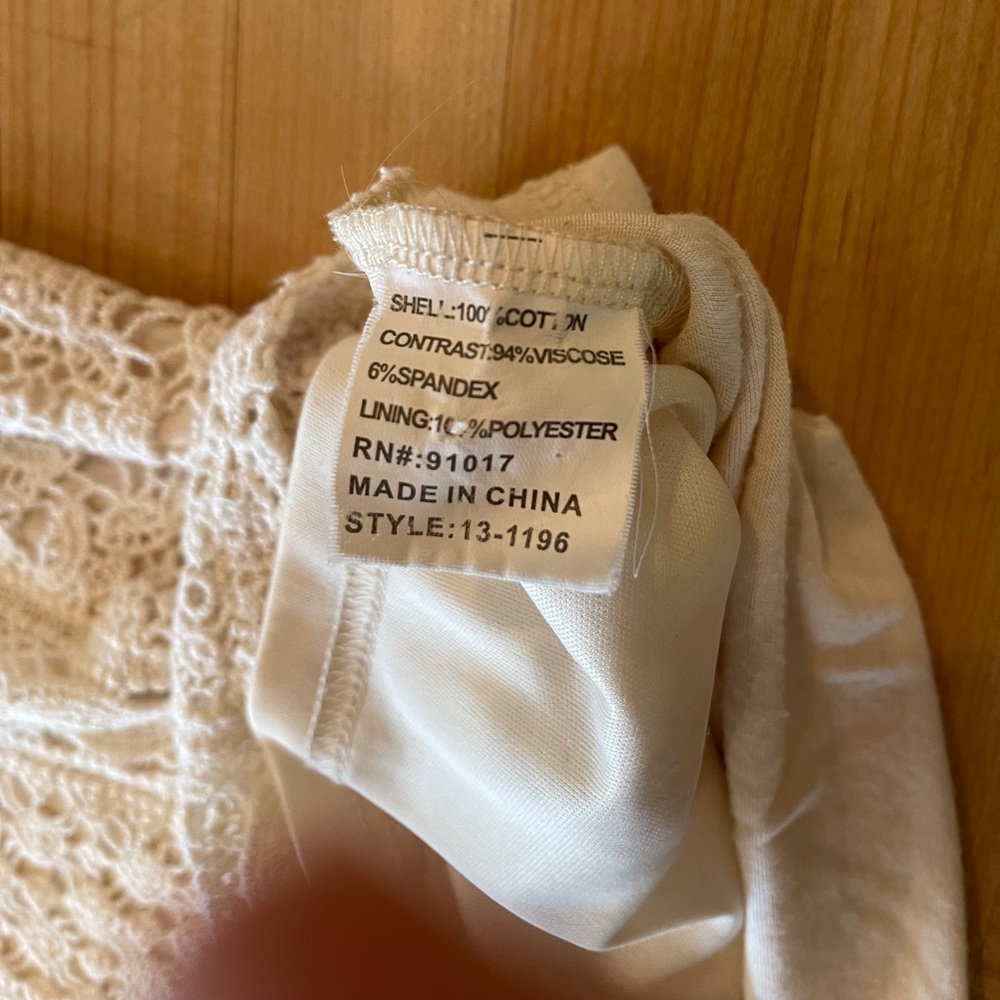 SHELL:100%COTTON
CONTRAST:94%VISCOSE
6%SPANDEX
LINING:100%POLYESTER
RN#:91017
MADE IN CHINA
STYLE:13-1196